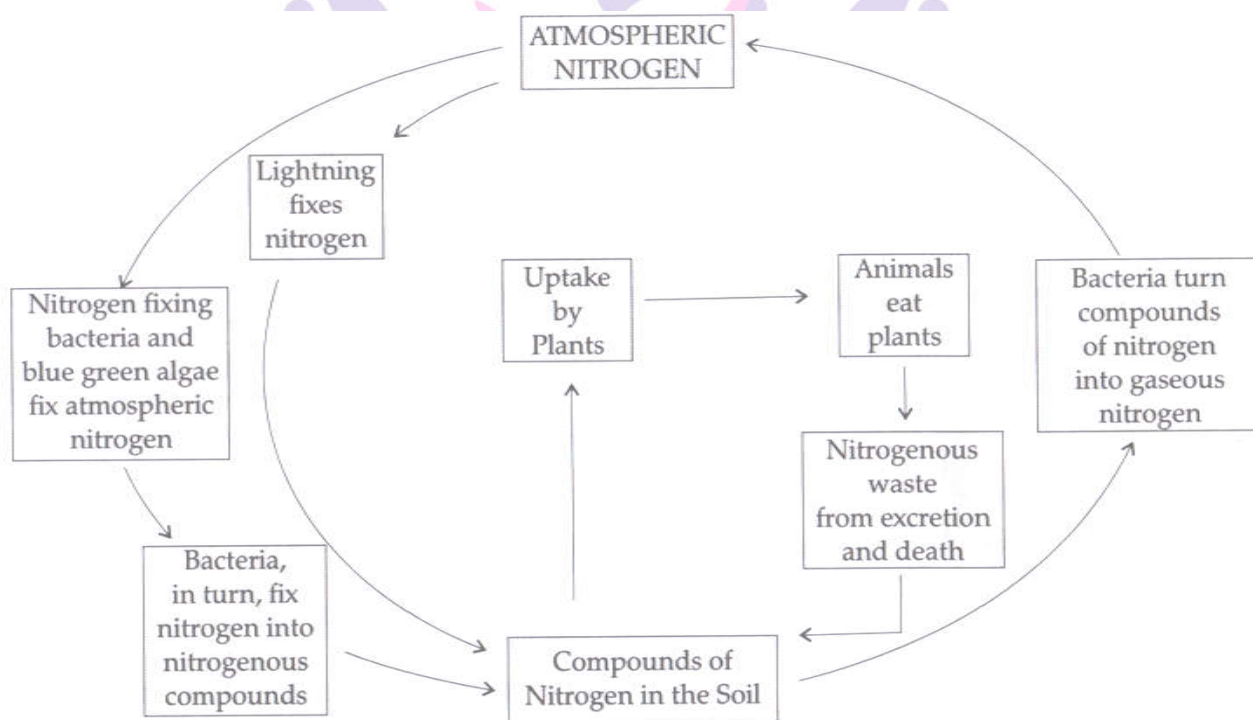 ATMOSPHERIC
NITROGEN
Lightning
fixes
nitrogen
Nitrogen fixing
bacteria and
blue green algae
fix atmospheric
nitrogen
Bacteria,
in turn, fix
nitrogen into
nitrogenous
compounds
Uptake
by
Plants
Animals
eat
plants
Nitrogenous
waste
from excretion
and death
Compounds of
Nitrogen in the Soil
Bacteria turn
compounds
of nitrogen
into gaseous
nitrogen